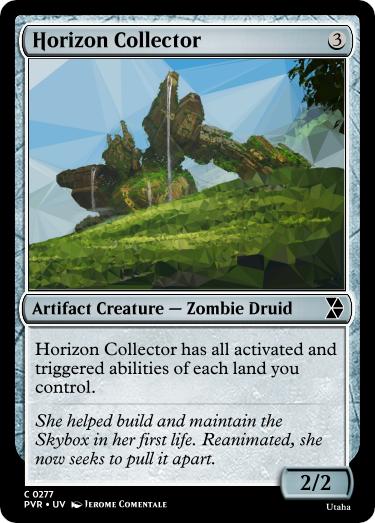 Horizon Collector 3
Artifact Creature — Zombie Druid
Horizon Collector has all activated and
triggered abilities of each land you
control.
She helped build and maintain the
Skybox in her first life. Reanimated, she
now seeks to pull it apart.
2/2
C 0277
PVR • UV Jerome Comentale
Utaha